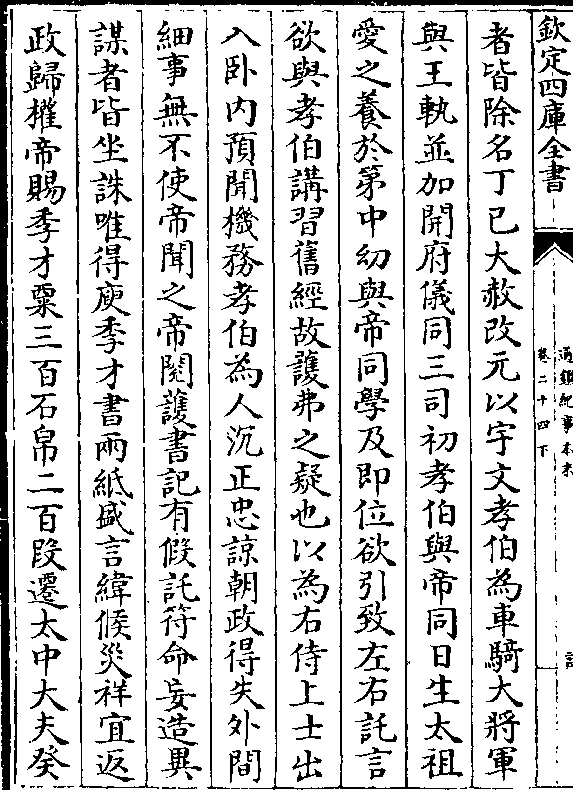 欽定四庫全書
通鑑紀事本末
卷二十四下
者皆除名丁巳大赦改元以宇文孝伯為車騎大將軍
與王軌並加開府儀同三司初孝伯與帝同日生太祖
愛之養於第中幼與帝同學及即位欲引致左右託言
欲與孝伯講習舊經故護弗之疑也以為右侍上士出
入卧内預聞機務孝伯為人沉正忠諒朝政得失外間
細事無不使帝聞之帝閱護書記有假託符命妄造異
謀者皆坐誅唯得庾季才書兩紙盛言緯候災祥宜返
政歸權帝賜季才粟三百石帛二百段遷太中大夫癸